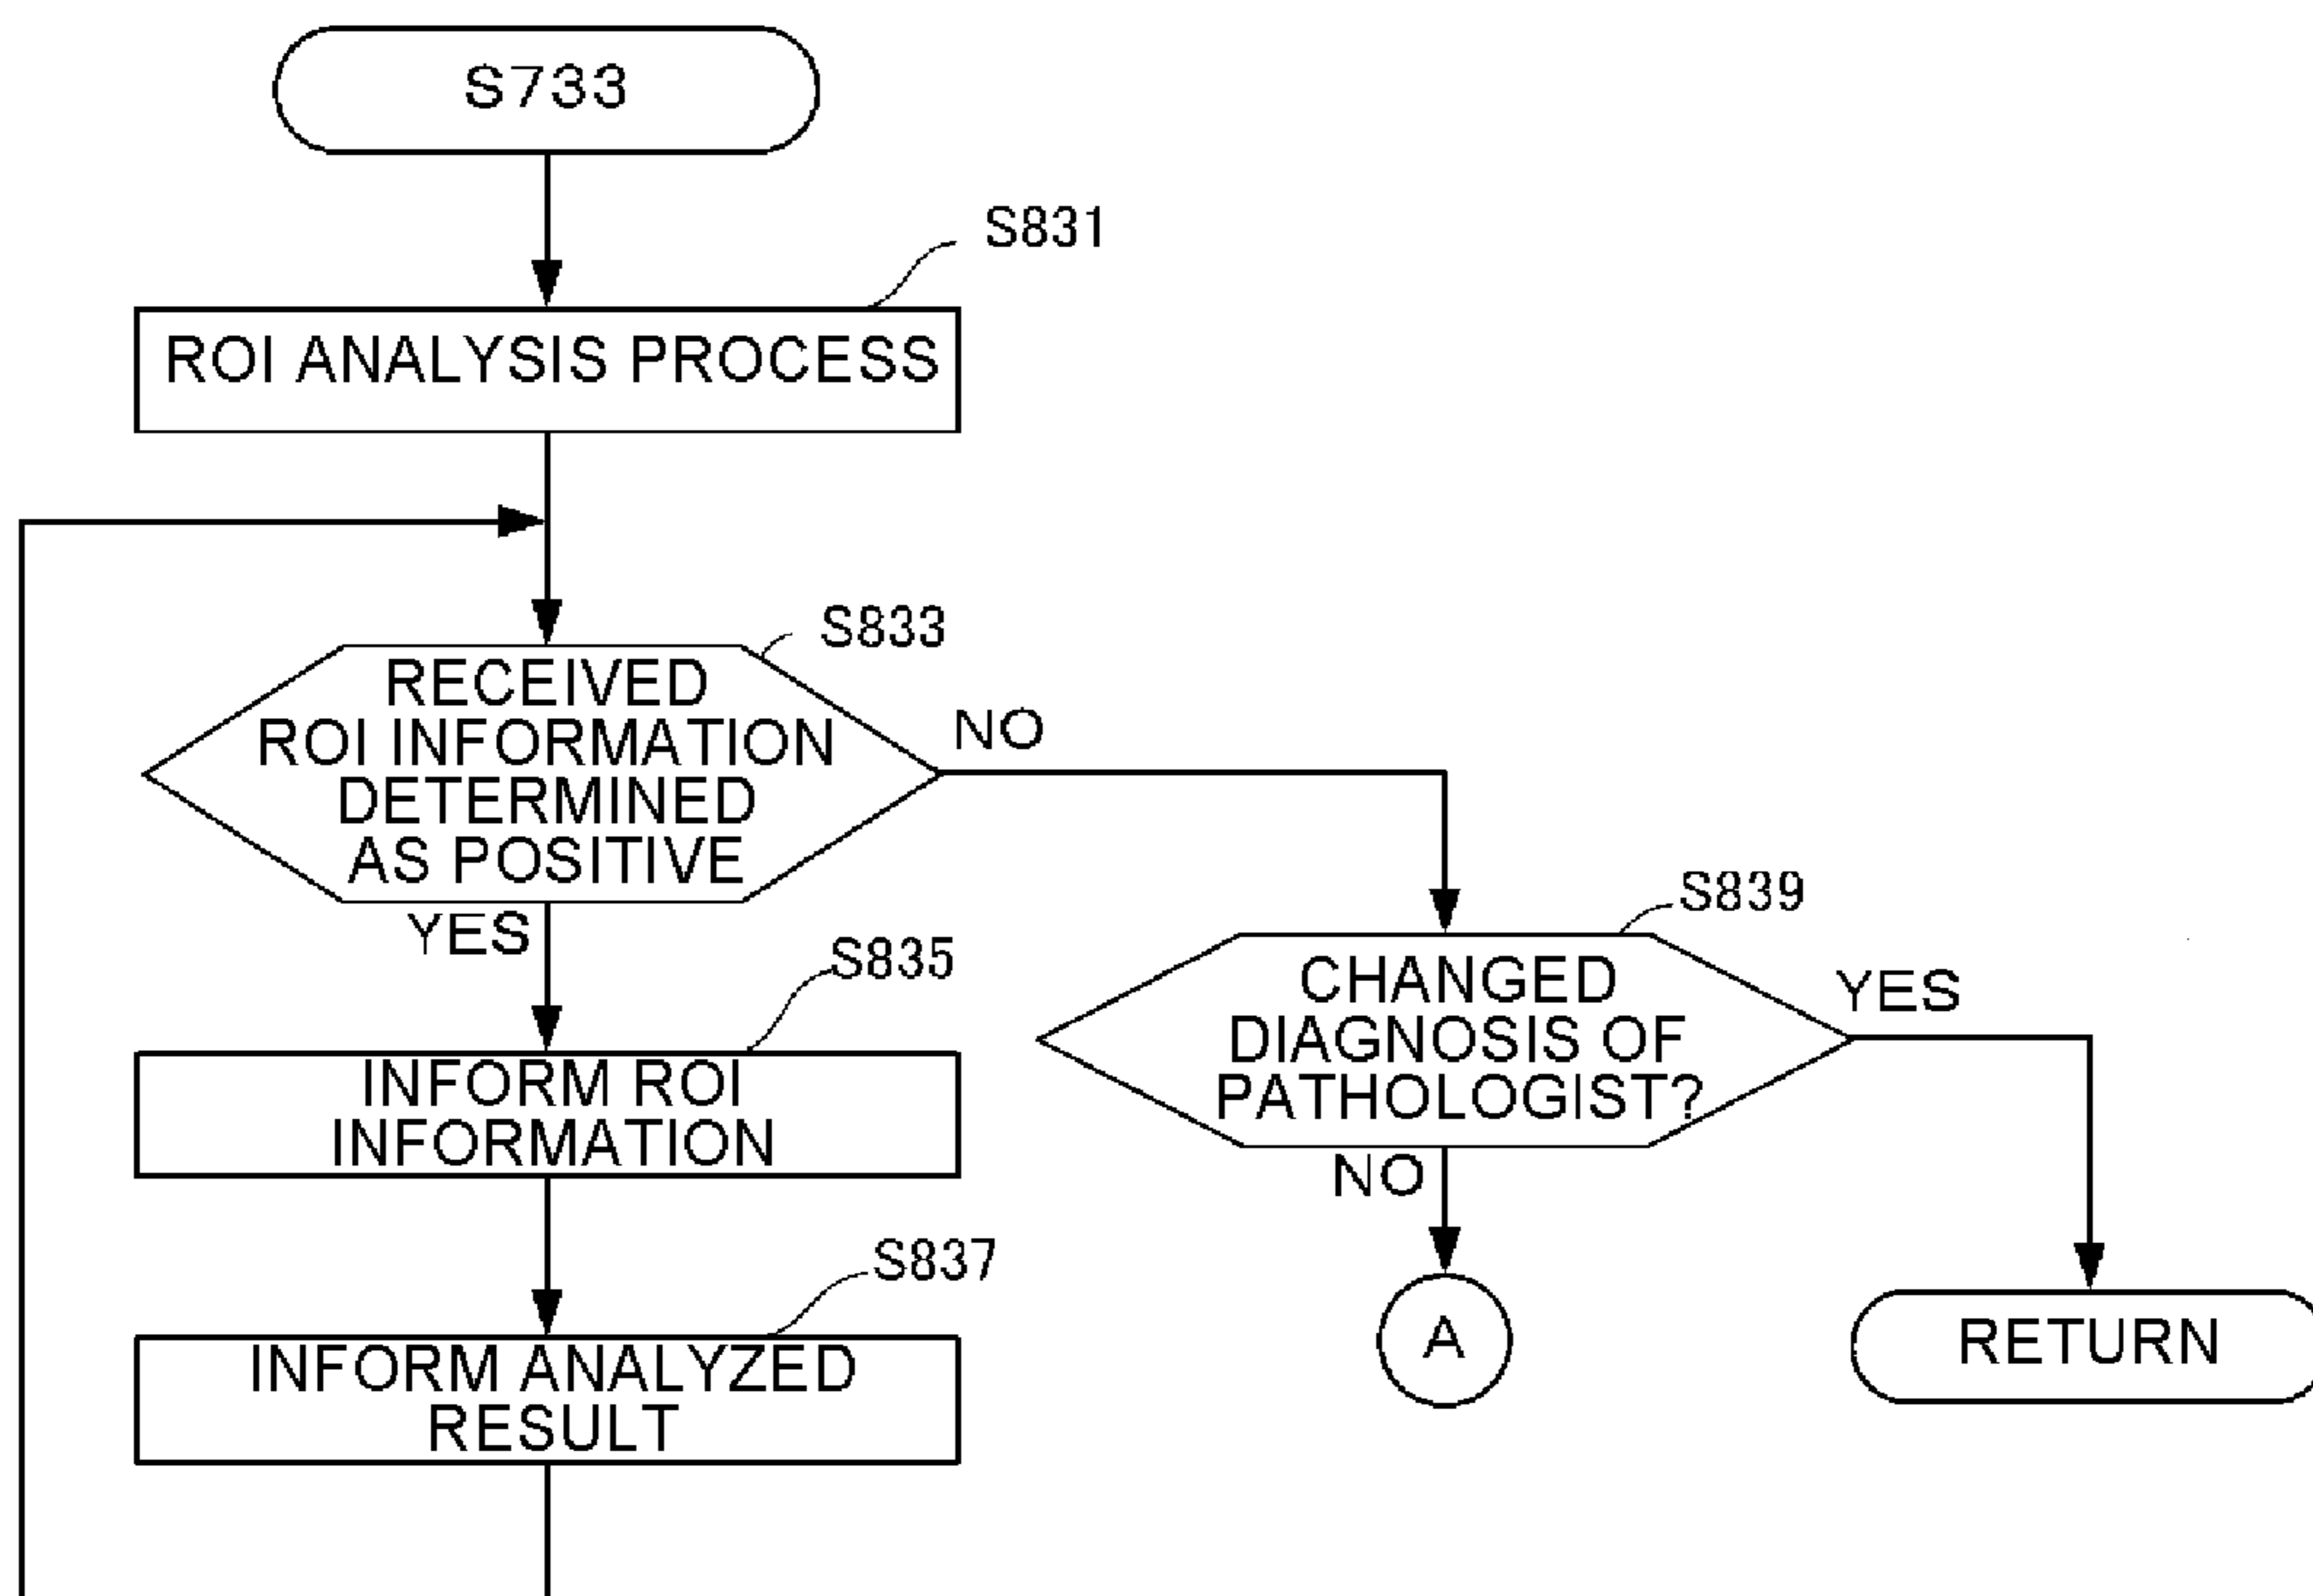 S733
S831
ROI ANALYSIS PROCESS
S833
RECEIVED
ROI INFORMATION
DETERMINED
AS POSITIVE
NO
YES
S835
INFORM ROI
INFORMATION
S837
INFORM ANALYZED
RESULT
S839
CHANGED
DIAGNOSIS OF
PATHOLOGIST?
YES
NO
A
RETURN